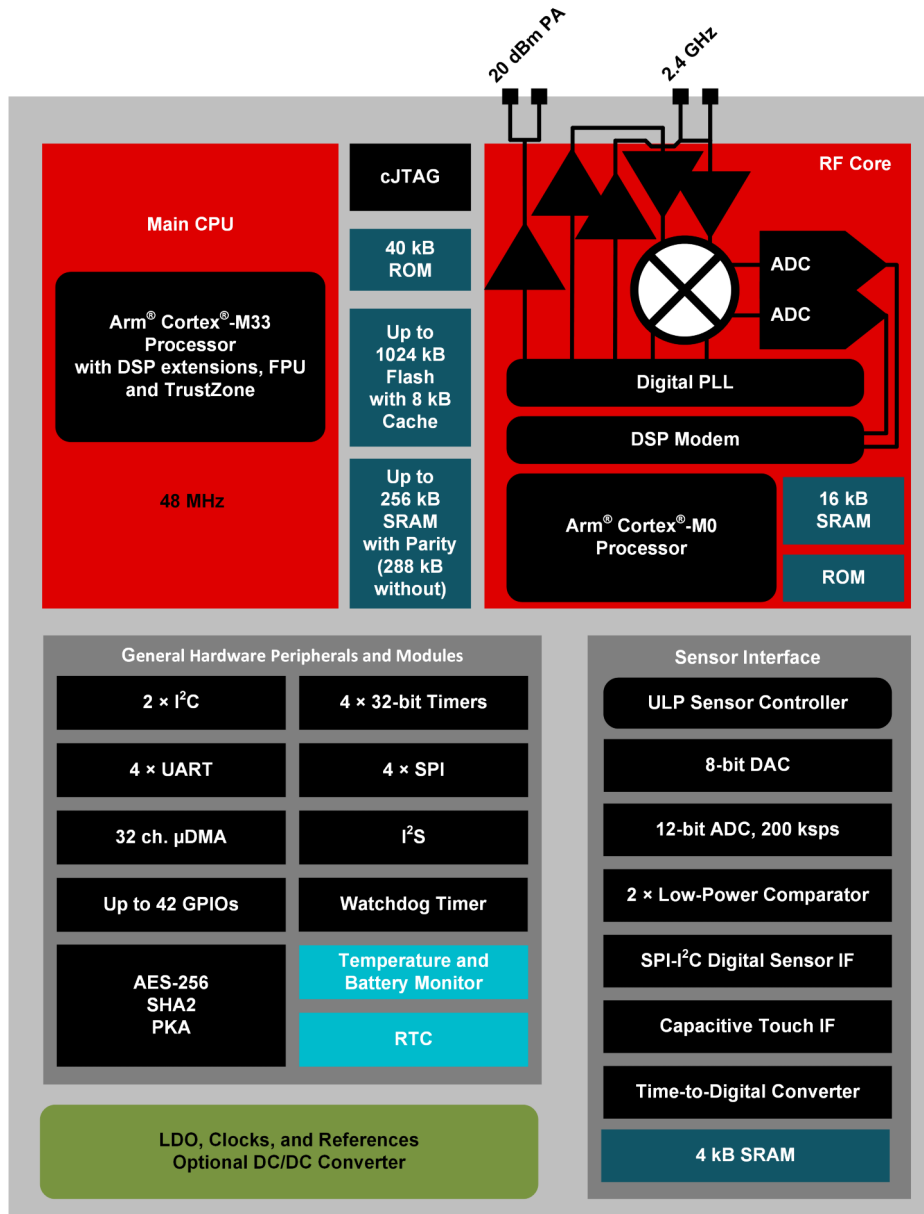 20 dBm PA
2.4 GHz
Main CPU
Arm® Cortex®-M33
Processor
with DSP extensions, FPU
and TrustZone
48 MHz
cJTAG
40 kB
ROM
Up to
1024 kB
Flash
with 8 kB
Cache
Up to
256 kB
SRAM
with Parity
(288 kB
without)
RF Core
ADC
ADC
Digital PLL
DSP Modem
Arm® Cortex®-M0
Processor
16 kB
SRAM
ROM
General Hardware Peripherals and Modules
2 × I²C
4 × 32-bit Timers
4 × UART
4 × SPI
32 ch. µDMA
I²S
Up to 42 GPIOs
Watchdog Timer
AES-256
SHA2
PKA
Temperature and
Battery Monitor
RTC
LDO, Clocks, and References
Optional DC/DC Converter
Sensor Interface
ULP Sensor Controller
8-bit DAC
12-bit ADC, 200 ksps
2 × Low-Power Comparator
SPI-I²C Digital Sensor IF
Capacitive Touch IF
Time-to-Digital Converter
4 kB SRAM